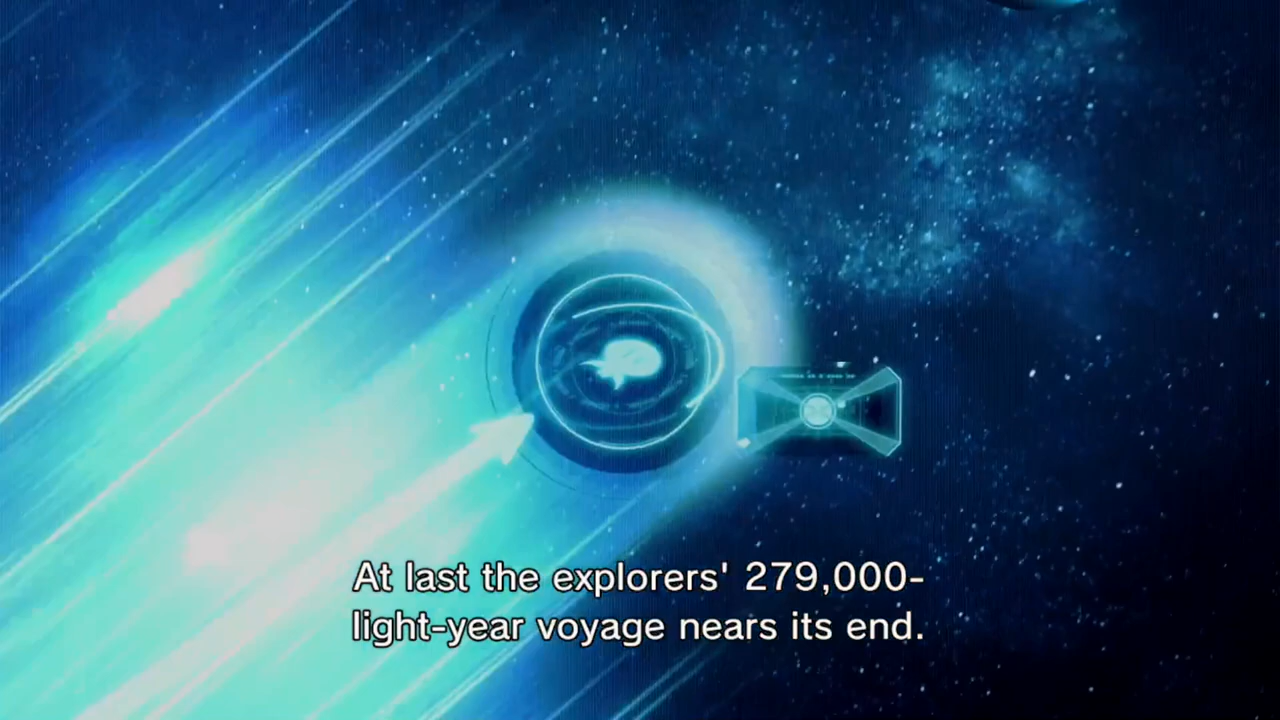 At last the explorers' 279,000-
light-year voyage nears its end.